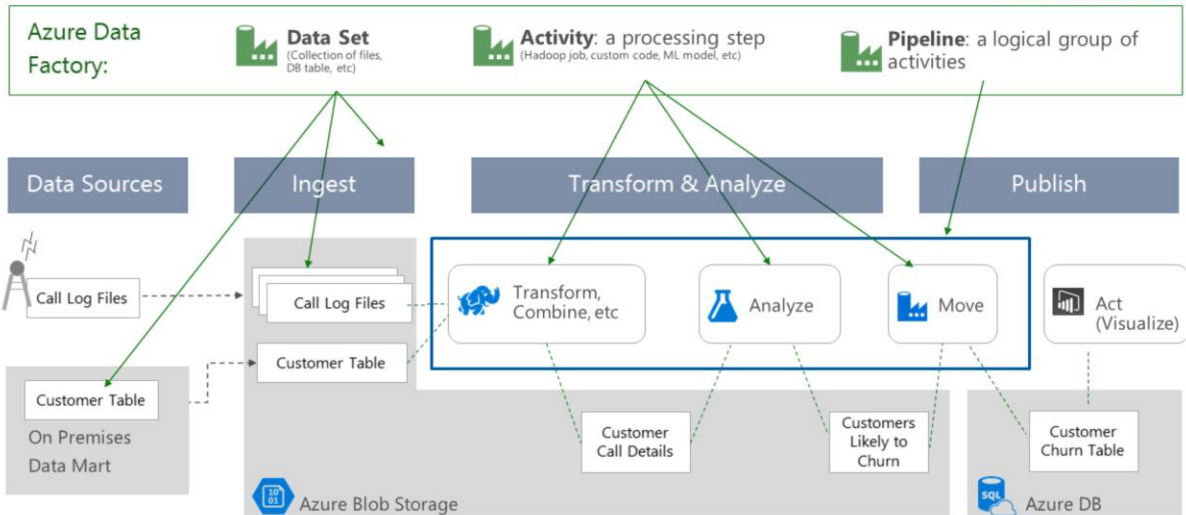 Azure Data
Factory:
Data Set
(Collection of files,
DB table, etc)
Activity: a processing step
(Hadoop job, custom code, ML model, etc)
Pipeline: a logical group of
activities
Data Sources
Ingest
Transform & Analyze
Publish
Call Log Files
Call Log Files
Transform,
Combine, etc
Analyze
Move
Act
(Visualize)
Customer Table
Customer Table
On Premises
Data Mart
Customer
Call Details
Customers
Likely to
Churn
Customer
Churn Table
10
01
Azure Blob Storage
SQL
Azure DB